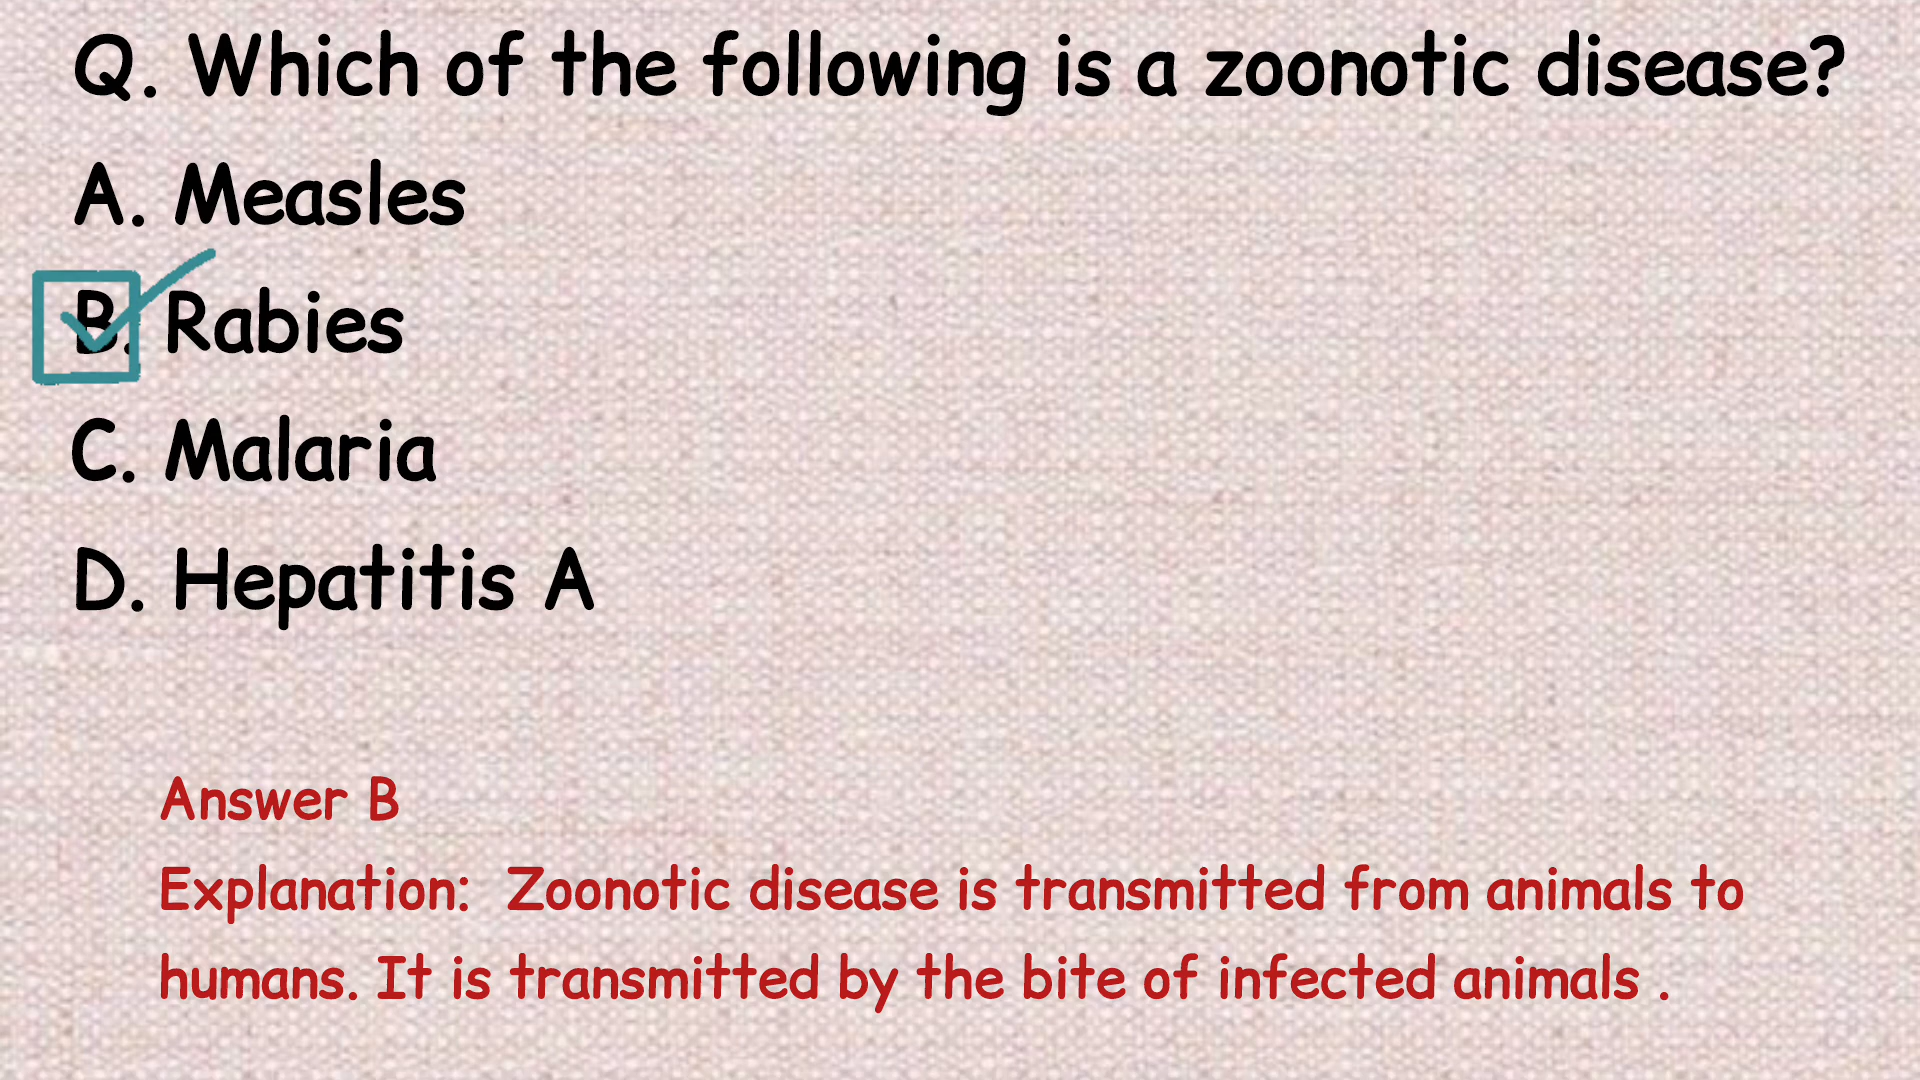 Q. Which of the following is a zoonotic disease?
A. Measles
B. Rabies
C. Malaria
D. Hepatitis A
Answer B
Explanation: Zoonotic disease is transmitted from animals to
humans. It is transmitted by the bite of infected animals .